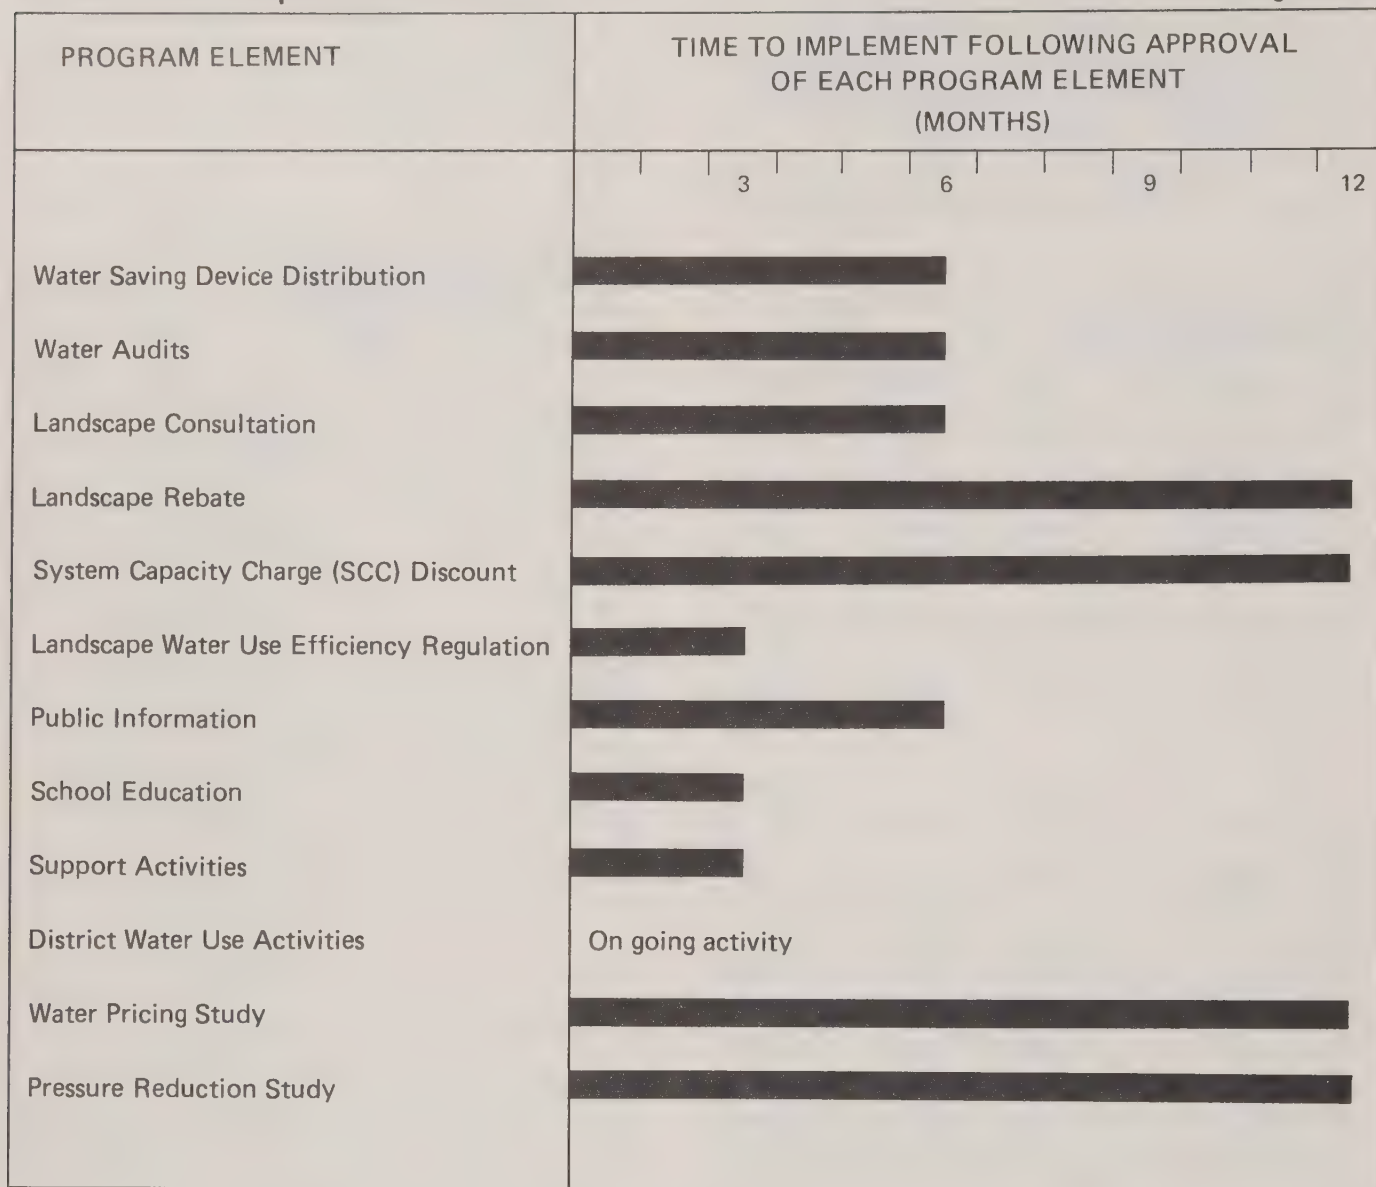 PROGRAM ELEMENT
TIME TO IMPLEMENT FOLLOWING APPROVAL
OF EACH PROGRAM ELEMENT
(MONTHS)
3 6 9 12
Water Saving Device Distribution
Water Audits
Landscape Consultation
Landscape Rebate
System Capacity Charge (SCC) Discount
Landscape Water Use Efficiency Regulation
Public Information
School Education
Support Activities
District Water Use Activities On going activity
Water Pricing Study
Pressure Reduction Study